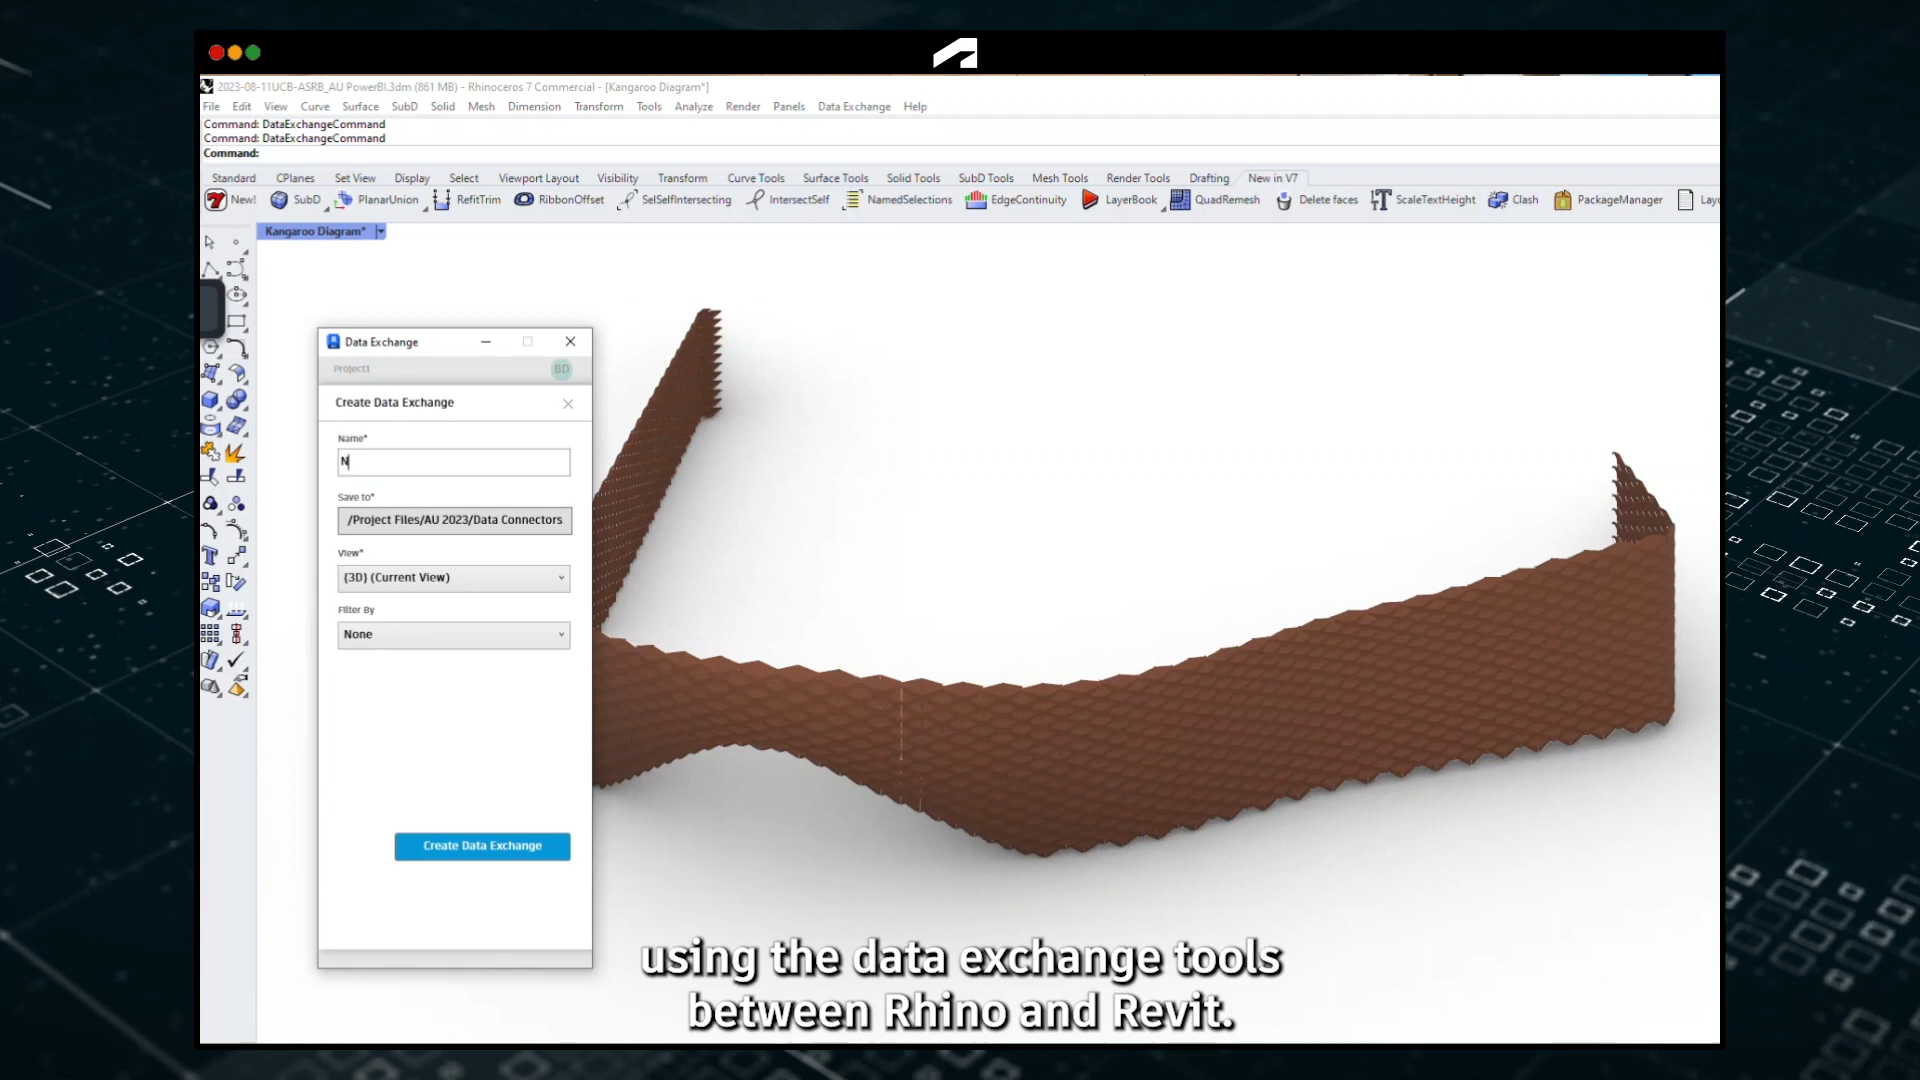 2023-08-11UCB-ASRB_AU PowerBI.3dm (861 MB) - Rhinoceros 7 Commercial - [Kangaroo Diagram*]
File Edit View Curve Surface SubD Solid Mesh Dimension Transform Tools Analyze Render Panels Data Exchange Help
Command: DataExchangeCommand
Command: DataExchangeCommand
Command:
Standard CPlanes Set View Display Select Viewport Layout Visibility Transform Curve Tools Surface Tools Solid Tools SubD Tools Mesh Tools Render Tools Drafting New in V7
7 New! SubD PlanarUnion RefitTrim RibbonOffset SelSelfIntersecting IntersectSelf NamedSelections EdgeContinuity LayerBook QuadRemesh Delete faces ScaleTextHeight Clash PackageManager Layo
Kangaroo Diagram*
Data Exchange
Project1 BD
Create Data Exchange
Name*
N
Save to*
/Project Files/AU 2023/Data Connectors
View*
{3D} (Current View)
Filter By
None
Create Data Exchange
using the data exchange tools
between Rhino and Revit.